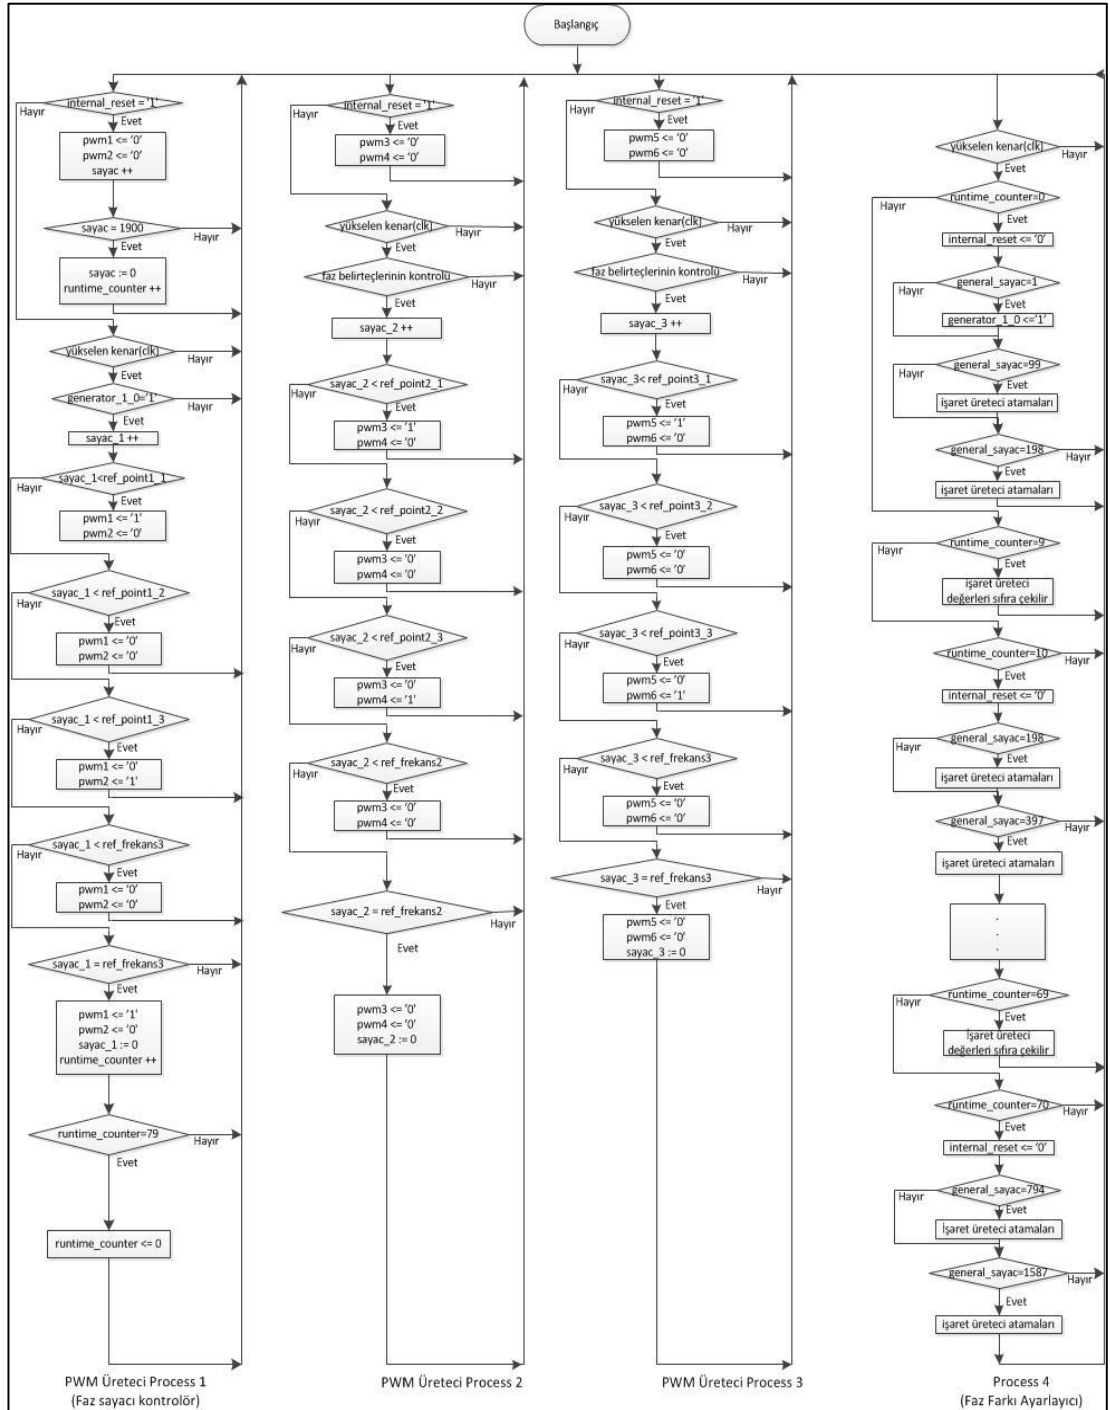 Başlangıç
internal_reset = '1'
Hayır
Evet
pwm1 <= '0'
pwm2 <= '0'
sayac ++
sayac = 1900
Hayır
Evet
sayac := 0
runtime_counter ++
yükselen kenar(clk)
Hayır
Evet
generator_1_0='1'
Hayır
Evet
sayac_1 ++
sayac_1<ref_point1_1
Hayır
Evet
pwm1 <= '1'
pwm2 <= '0'
sayac_1 < ref_point1_2
Hayır
Evet
pwm1 <= '0'
pwm2 <= '0'
sayac_1 < ref_point1_3
Hayır
Evet
pwm1 <= '0'
pwm2 <= '1'
sayac_1 < ref_frekans3
Hayır
Evet
pwm1 <= '0'
pwm2 <= '0'
sayac_1 = ref_frekans3
Hayır
Evet
pwm1 <= '1'
pwm2 <= '0'
sayac_1 := 0
runtime_counter ++
runtime_counter=79
Hayır
Evet
runtime_counter <= 0
PWM Üreteci Process 1
(Faz sayacı kontrolör)
internal_reset = '1'
Hayır
Evet
pwm3 <= '0'
pwm4 <= '0'
yükselen kenar(clk)
Hayır
Evet
faz belirteçlerinin kontrolü
Hayır
Evet
sayac_2 ++
sayac_2 < ref_point2_1
Hayır
Evet
pwm3 <= '1'
pwm4 <= '0'
sayac_2 < ref_point2_2
Hayır
Evet
pwm3 <= '0'
pwm4 <= '0'
sayac_2 < ref_point2_3
Hayır
Evet
pwm3 <= '0'
pwm4 <= '1'
sayac_2 < ref_frekans2
Hayır
Evet
pwm3 <= '0'
pwm4 <= '0'
sayac_2 = ref_frekans2
Hayır
Evet
pwm3 <= '0'
pwm4 <= '0'
sayac_2 := 0
PWM Üreteci Process 2
internal_reset = '1'
Hayır
Evet
pwm5 <= '0'
pwm6 <= '0'
yükselen kenar(clk)
Hayır
Evet
faz belirteçlerinin kontrolü
Hayır
Evet
sayac_3 ++
sayac_3< ref_point3_1
Hayır
Evet
pwm5 <= '1'
pwm6 <= '0'
sayac_3 < ref_point3_2
Hayır
Evet
pwm5 <= '0'
pwm6 <= '0'
sayac_3 < ref_point3_3
Hayır
Evet
pwm5 <= '0'
pwm6 <= '1'
sayac_3 < ref_frekans3
Hayır
Evet
pwm5 <= '0'
pwm6 <= '0'
sayac_3 = ref_frekans3
Hayır
Evet
pwm5 <= '0'
pwm6 <= '0'
sayac_3 := 0
PWM Üreteci Process 3
yükselen kenar(clk)
Hayır
Evet
runtime_counter=0
Hayır
Evet
internal_reset <= '0'
general_sayac=1
Hayır
Evet
generator_1_0 <='1'
general_sayac=99
Hayır
Evet
işaret üreteci atamaları
general_sayac=198
Hayır
Evet
işaret üreteci atamaları
runtime_counter=9
Hayır
Evet
işaret üreteci
değerleri sıfıra çekilir
runtime_counter=10
Hayır
Evet
internal_reset <= '0'
general_sayac=198
Hayır
Evet
işaret üreteci atamaları
general_sayac=397
Hayır
Evet
işaret üreteci atamaları
.
.
.
runtime_counter=69
Hayır
Evet
İşaret üreteci
değerleri sıfıra çekilir
runtime_counter=70
Hayır
Evet
internal_reset <= '0'
general_sayac=794
Hayır
Evet
İşaret üreteci atamaları
general_sayac=1587
Hayır
Evet
işaret üreteci atamaları
Process 4
(Faz Farkı Ayarlayıcı)